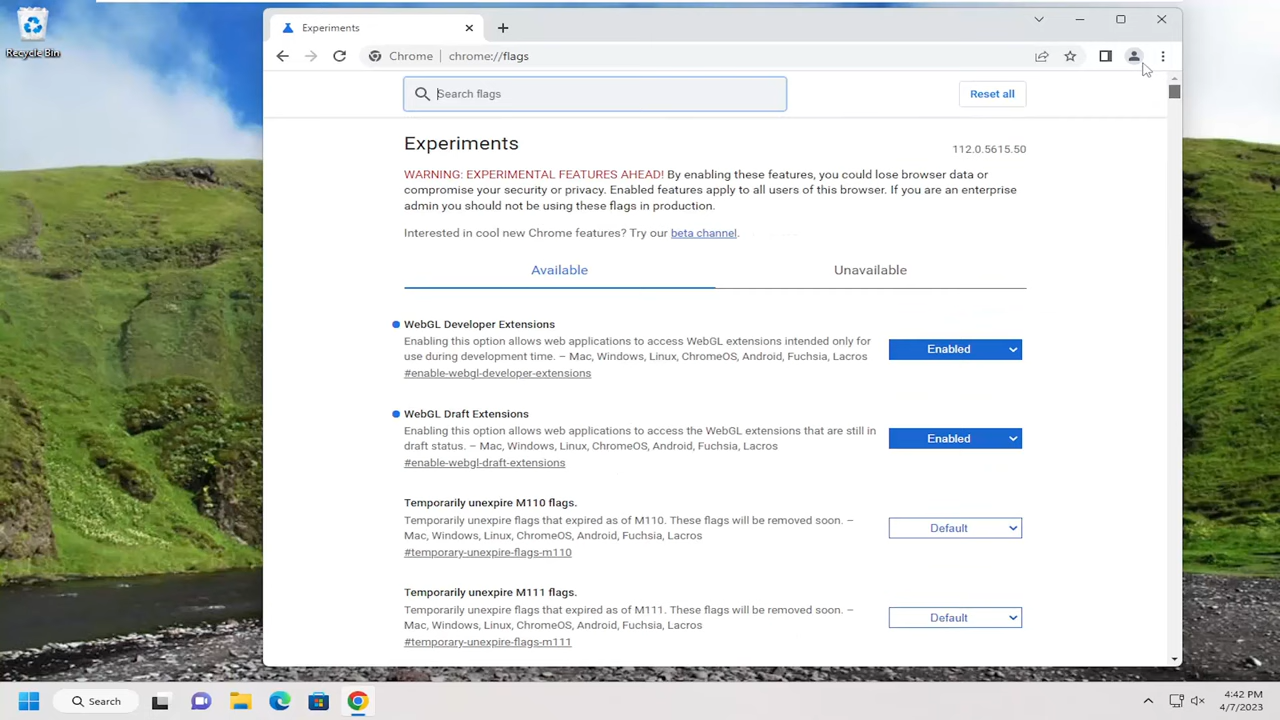 Recycle Bin
Experiments
Chrome
chrome://flags
Search flags
Reset all
Experiments
112.0.5615.50
WARNING: EXPERIMENTAL FEATURES AHEAD! By enabling these features, you could lose browser data or
compromise your security or privacy. Enabled features apply to all users of this browser. If you are an enterprise
admin you should not be using these flags in production.
Interested in cool new Chrome features? Try our beta channel.
Available
Unavailable
WebGL Developer Extensions
Enabling this option allows web applications to access WebGL extensions intended only for
use during development time. – Mac, Windows, Linux, ChromeOS, Android, Fuchsia, Lacros
#enable-webgl-developer-extensions
Enabled
WebGL Draft Extensions
Enabling this option allows web applications to access the WebGL extensions that are still in
draft status. – Mac, Windows, Linux, ChromeOS, Android, Fuchsia, Lacros
#enable-webgl-draft-extensions
Enabled
Temporarily unexpire M110 flags.
Temporarily unexpire flags that expired as of M110. These flags will be removed soon. –
Mac, Windows, Linux, ChromeOS, Android, Fuchsia, Lacros
#temporary-unexpire-flags-m110
Default
Temporarily unexpire M111 flags.
Temporarily unexpire flags that expired as of M111. These flags will be removed soon. –
Mac, Windows, Linux, ChromeOS, Android, Fuchsia, Lacros
#temporary-unexpire-flags-m111
Default
Search
4:42 PM
4/7/2023